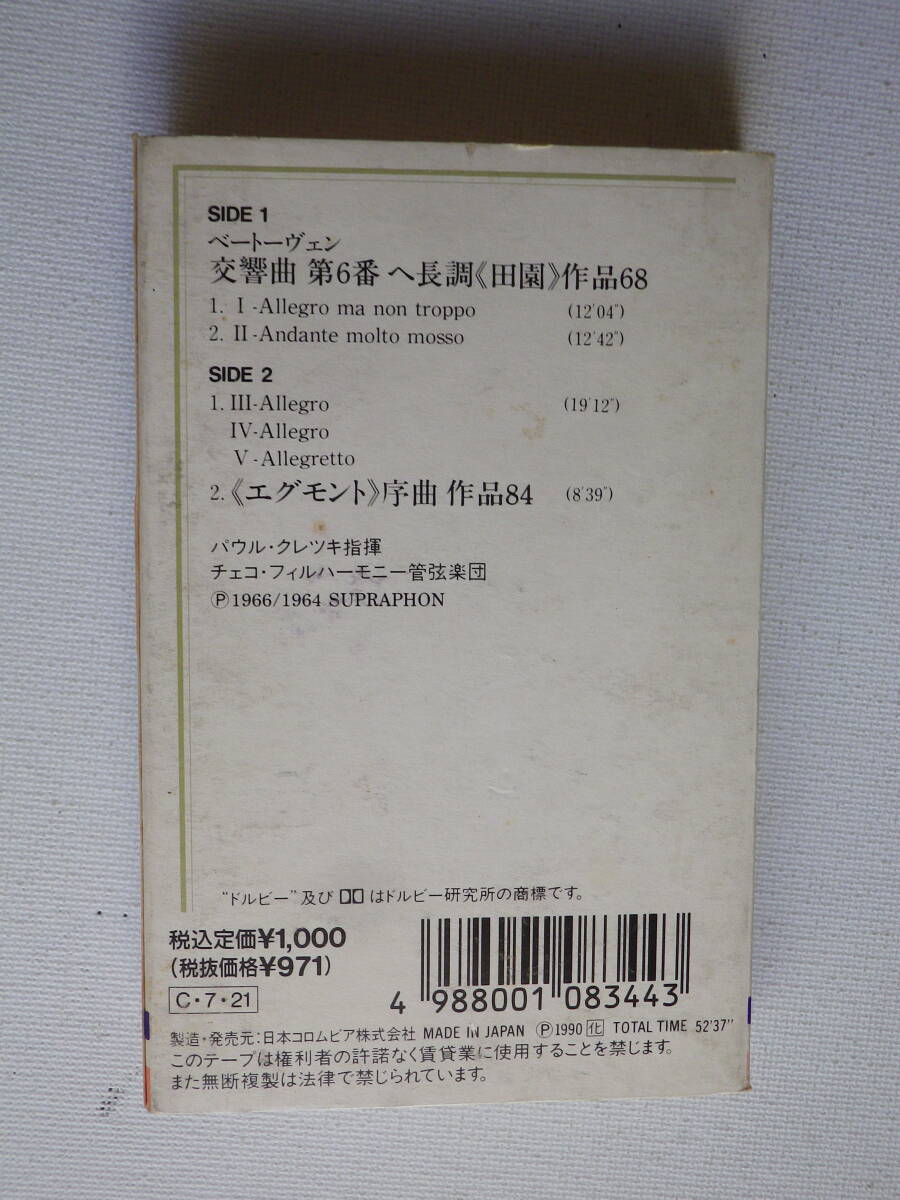 SIDE 1
ベートーヴェン
交響曲 第6番 ヘ長調《田園》作品68
1. I -Allegro ma non troppo (12'04")
2. II-Andante molto mosso (12'42")
SIDE 2
1. III-Allegro (19'12")
IV-Allegro
V-Allegretto
2.《エグモント》序曲 作品84 (8'39")
パウル・クレツキ指揮
チェコ・フィルハーモニー管弦楽団
Ⓟ1966/1964 SUPRAPHON
“ドルビー”及び はドルビー研究所の商標です。
税込定価¥1,000
(税抜価格¥971)
C・7・21
4 988001 083443
製造・発売元:日本コロムビア株式会社 MADE IN JAPAN Ⓟ1990 化 TOTAL TIME 52'37"
このテープは権利者の許諾なく賃貸業に使用することを禁じます。
また無断複製は法律で禁じられています。